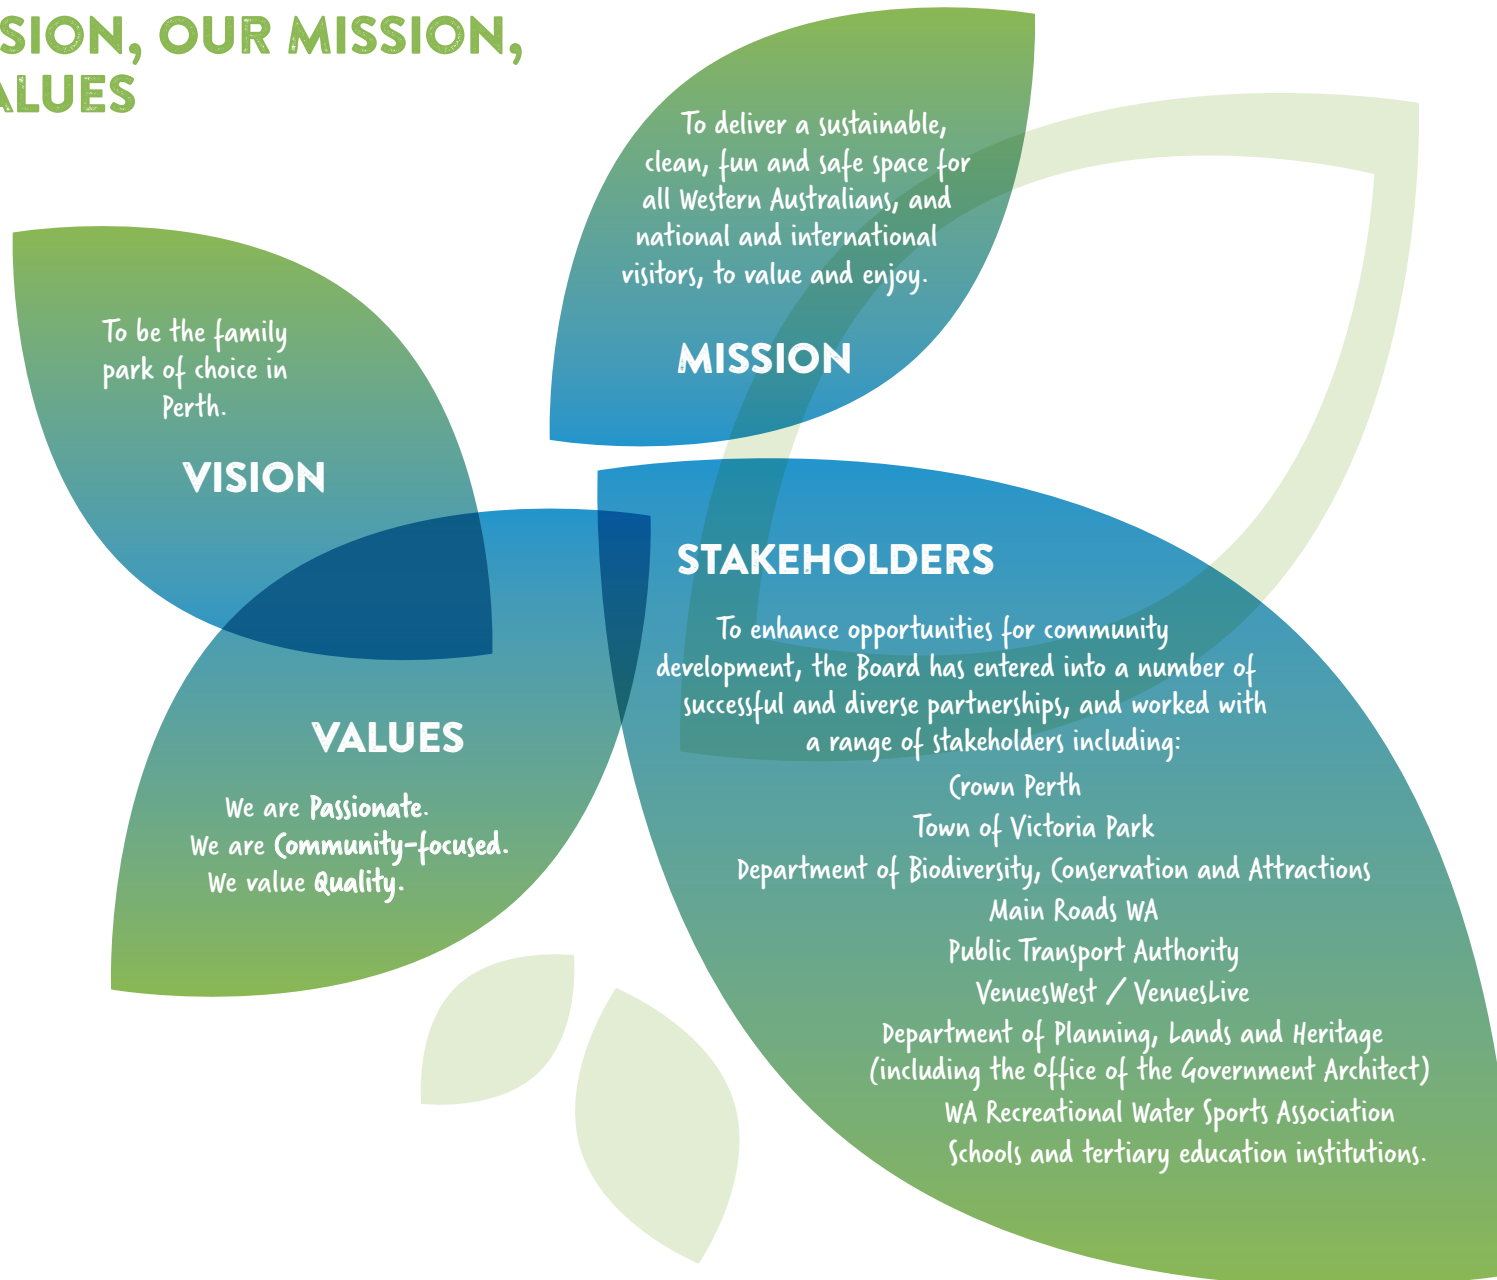 SION, OUR MISSION,
ALUES
To deliver a sustainable,
clean, fun and safe space for
all Western Australians, and
national and international
visitors, to value and enjoy.
MISSION
To be the family
park of choice in
Perth.
VISION
VALUES
We are Passionate.
We are Community-focused.
We value Quality.
STAKEHOLDERS
To enhance opportunities for community
development, the Board has entered into a number of
successful and diverse partnerships, and worked with
a range of stakeholders including:
Crown Perth
Town of Victoria Park
Department of Biodiversity, Conservation and Attractions
Main Roads WA
Public Transport Authority
VenuesWest / VenuesLive
Department of Planning, Lands and Heritage
(including the Office of the Government Architect)
WA Recreational Water Sports Association
Schools and tertiary education institutions.